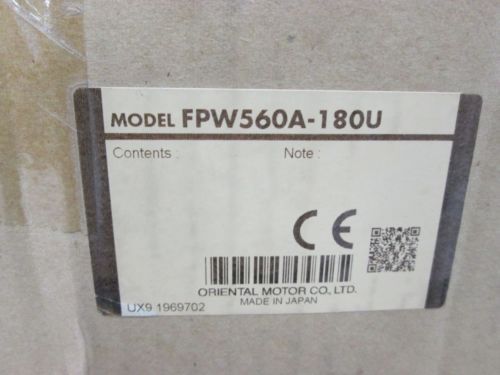 MODEL FPW560A-180U
Contents : Note :
CE
ORIENTAL MOTOR CO., LTD.
MADE IN JAPAN
UX9 1969702